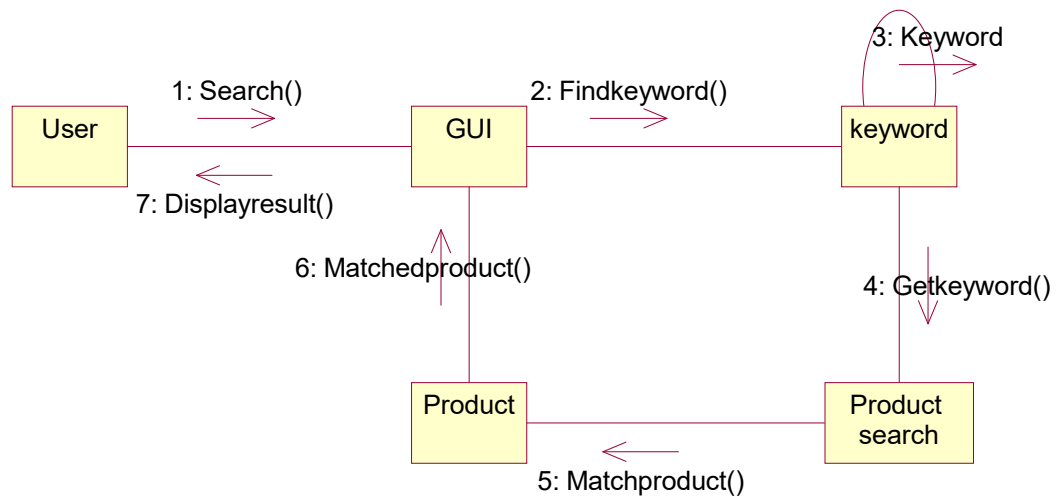 3: Keyword
1: Search()
2: Findkeyword()
User
GUI
keyword
7: Displayresult()
6: Matchedproduct()
4: Getkeyword()
Product
Product
search
5: Matchproduct()